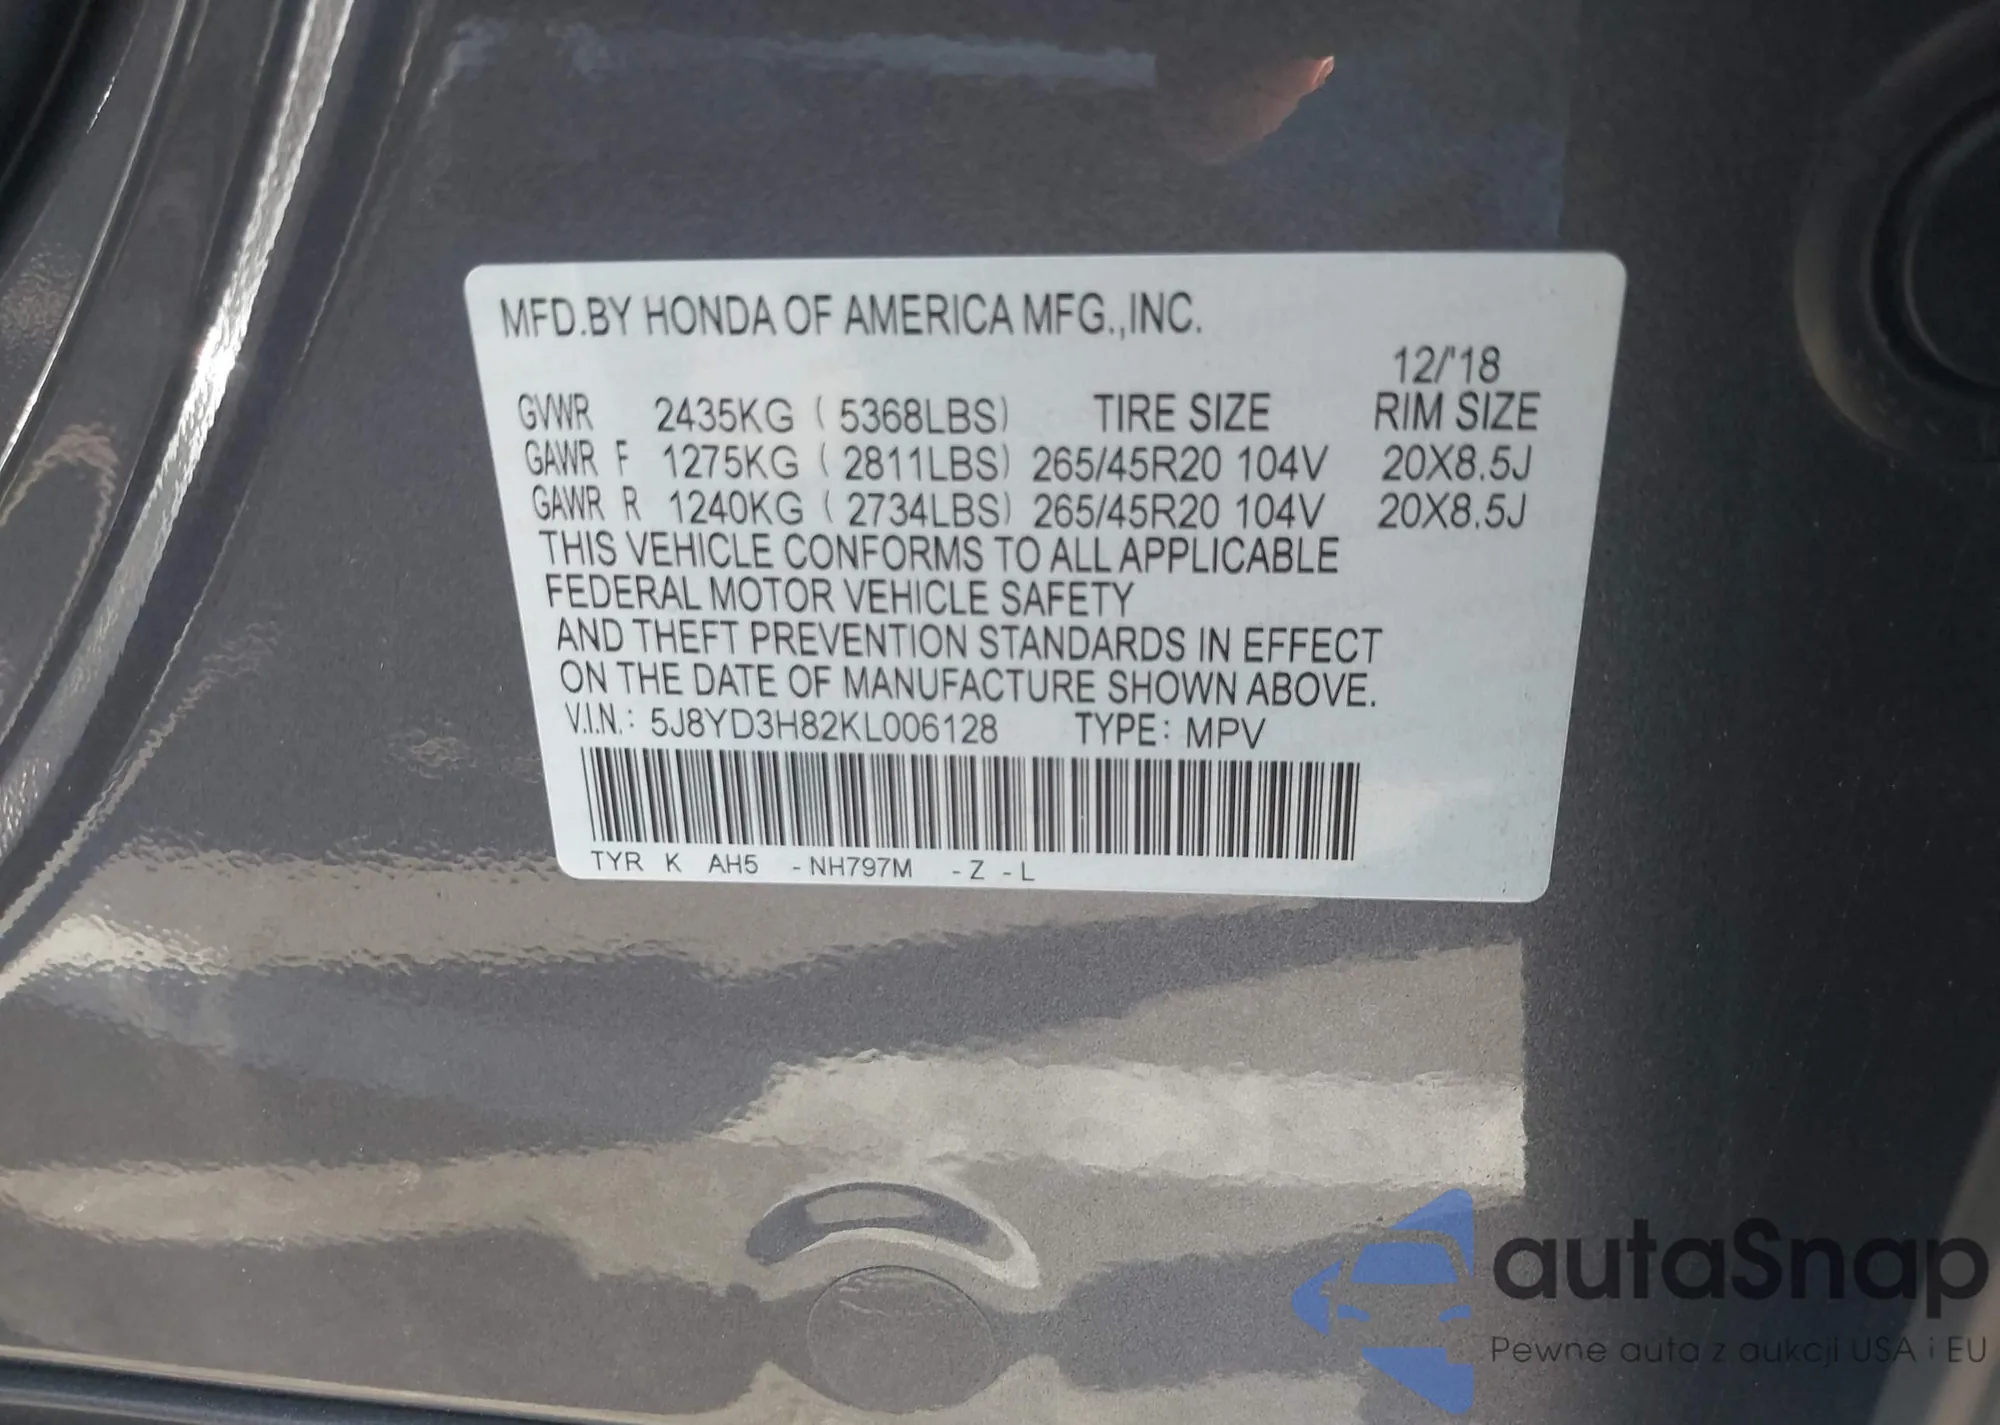 MFD.BY HONDA OF AMERICA MFG.,INC.
12/'18
GVWR 2435KG ( 5368LBS) TIRE SIZE RIM SIZE
GAWR F 1275KG ( 2811LBS) 265/45R20 104V 20X8.5J
GAWR R 1240KG ( 2734LBS) 265/45R20 104V 20X8.5J
THIS VEHICLE CONFORMS TO ALL APPLICABLE
FEDERAL MOTOR VEHICLE SAFETY
AND THEFT PREVENTION STANDARDS IN EFFECT
ON THE DATE OF MANUFACTURE SHOWN ABOVE.
V.I.N.: 5J8YD3H82KL006128 TYPE: MPV
TYR K AH5 -NH797M -Z -L
autaSnap
Pewne auta z aukcji USA i EU